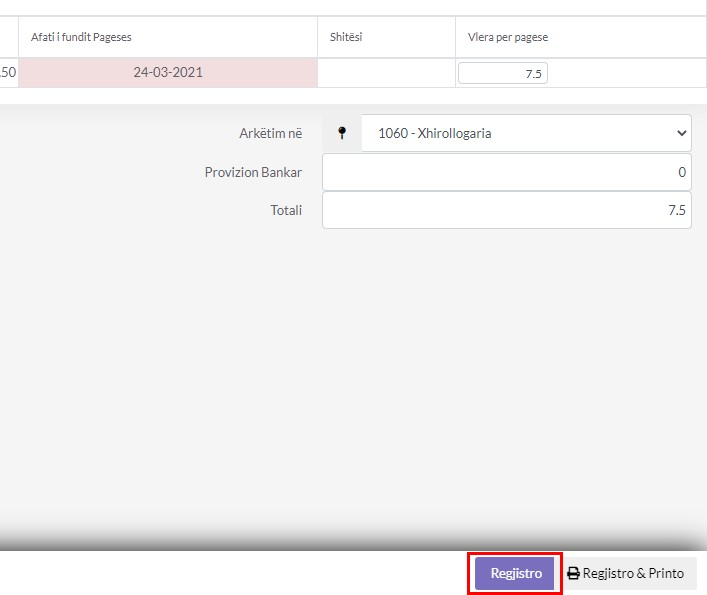 Afati i fundit Pageses Shitësi Vlera per pagese
.50 24-03-2021 7.5
Arkëtim në 1060 - Xhirollogaria
Provizion Bankar 0
Totali 7.5
Regjistro Regjistro & Printo